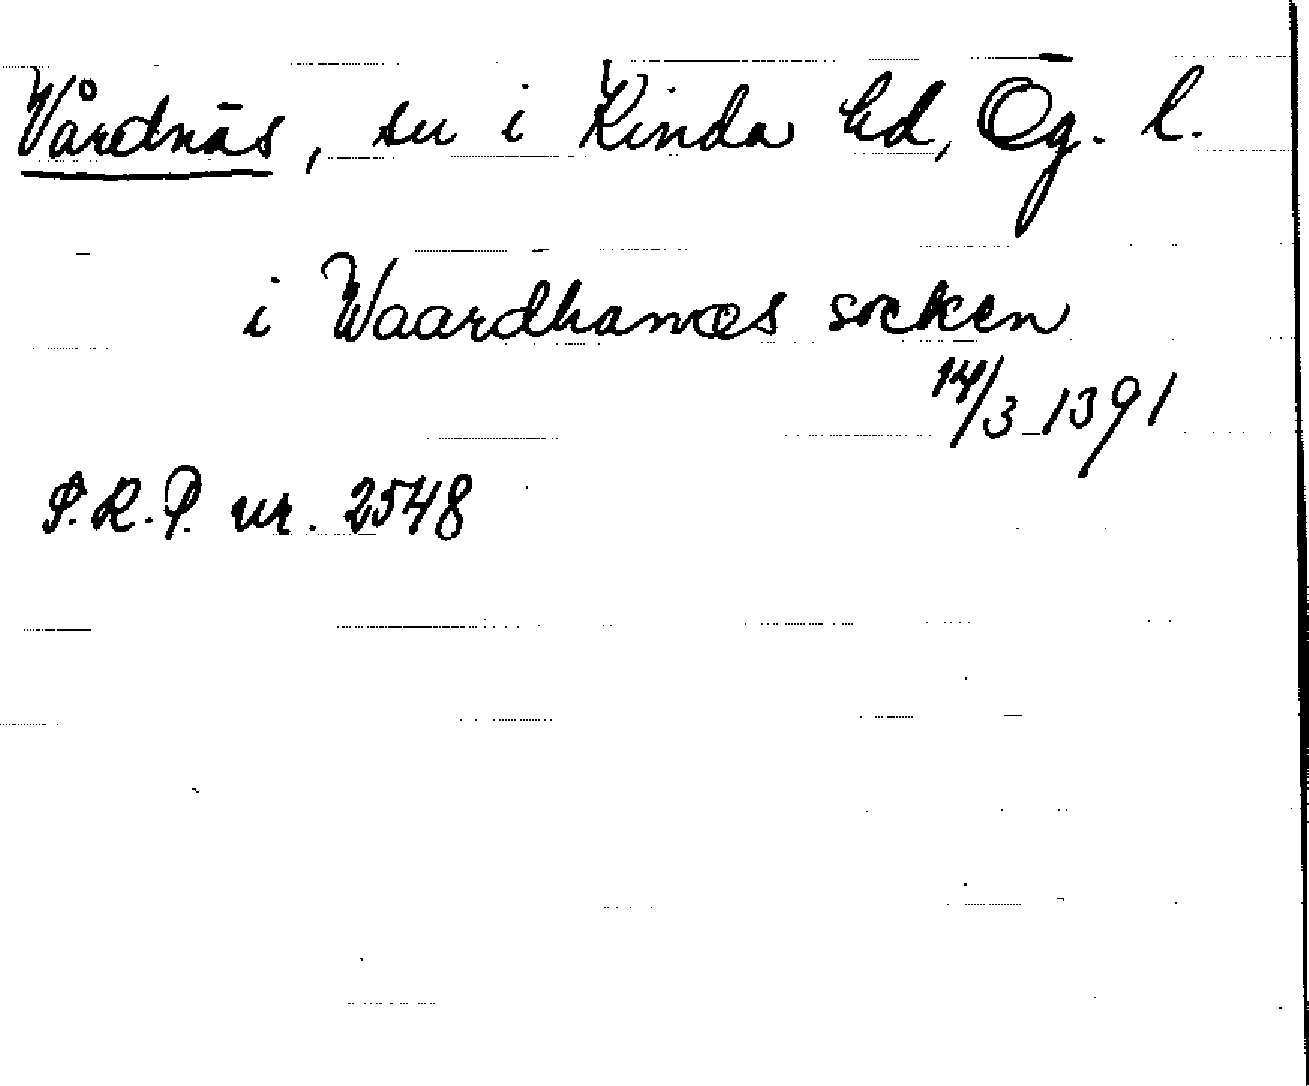 Vårdnäs, sn i Kinda hd, Ög. l.
i Waardhanæs socken
14/3 1391
S.R.P. nr. 2548